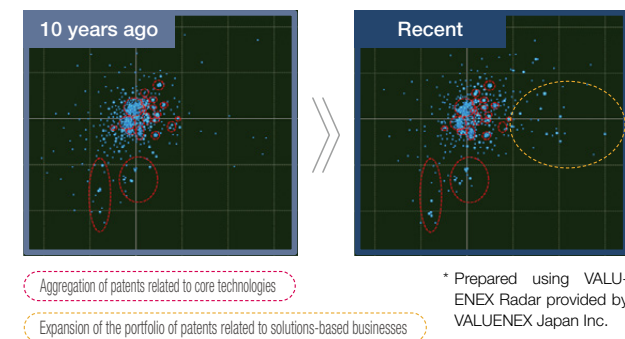 10 years ago
Recent
Aggregation of patents related to core technologies
Expansion of the portfolio of patents related to solutions-based businesses
* Prepared using VALU-
ENEX Radar provided by
VALUENEX Japan Inc.